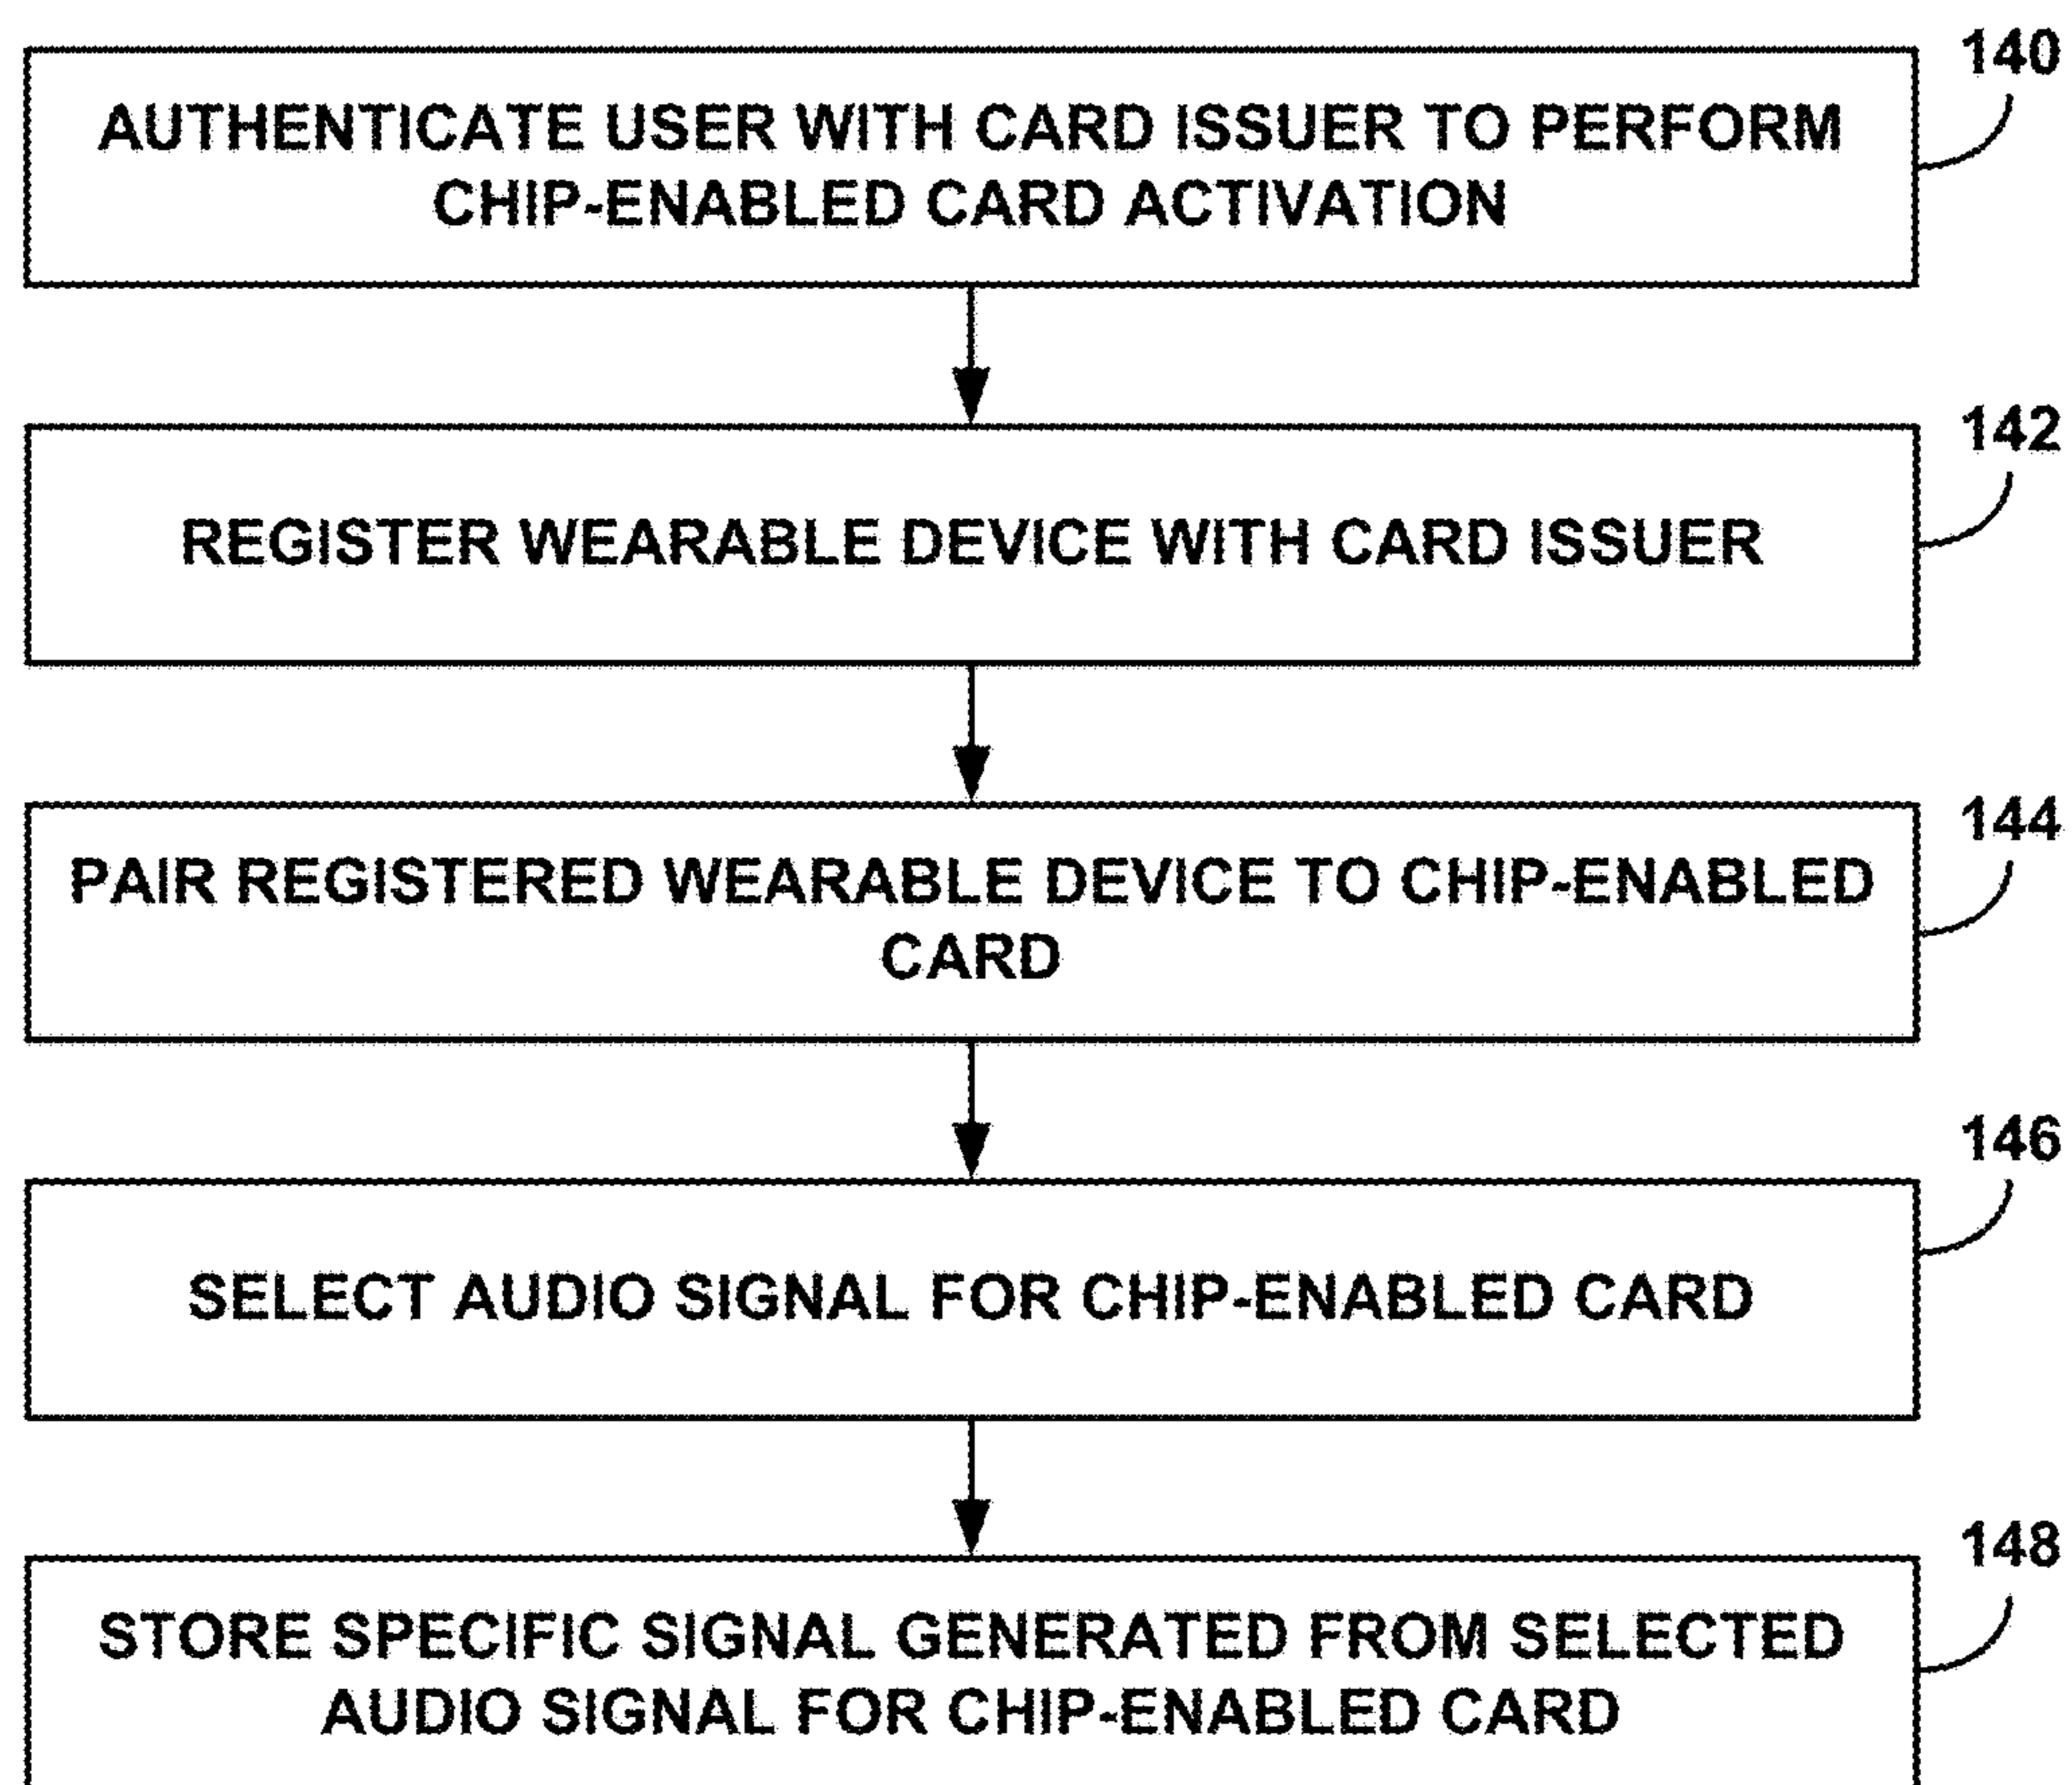 140
AUTHENTICATE USER WITH CARD ISSUER TO PERFORM
CHIP-ENABLED CARD ACTIVATION
142
REGISTER WEARABLE DEVICE WITH CARD ISSUER
144
PAIR REGISTERED WEARABLE DEVICE TO CHIP-ENABLED
CARD
146
SELECT AUDIO SIGNAL FOR CHIP-ENABLED CARD
148
STORE SPECIFIC SIGNAL GENERATED FROM SELECTED
AUDIO SIGNAL FOR CHIP-ENABLED CARD